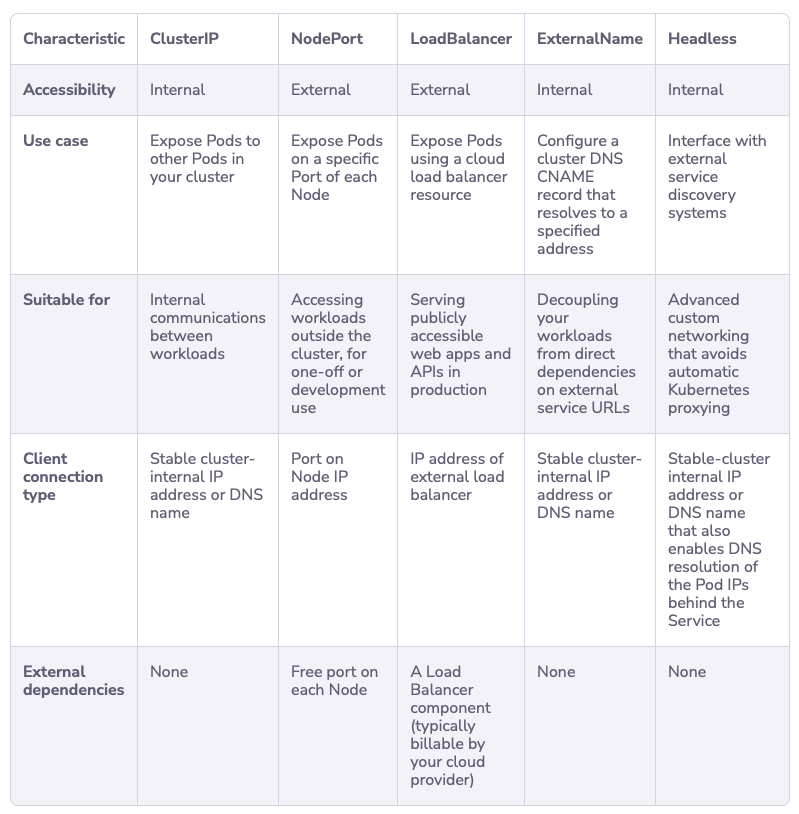 Characteristic ClusterIP NodePort LoadBalancer ExternalName Headless
Accessibility Internal External External Internal Internal
Use case
Expose Pods to
other Pods in
your cluster
Expose Pods
on a specific
Port of each
Node
Expose Pods
using a cloud
load balancer
resource
Configure a
cluster DNS
CNAME
record that
resolves to a
specified
address
Interface with
external
service
discovery
systems
Suitable for
Internal
communications
between
workloads
Accessing
workloads
outside the
cluster, for
one-off or
development
use
Serving
publicly
accessible
web apps and
APIs in
production
Decoupling
your
workloads
from direct
dependencies
on external
service URLs
Advanced
custom
networking
that avoids
automatic
Kubernetes
proxying
Client
connection
type
Stable cluster-
internal IP
address or DNS
name
Port on
Node IP
address
IP address of
external load
balancer
Stable cluster-
internal IP
address or
DNS name
Stable-cluster
internal IP
address or
DNS name
that also
enables DNS
resolution of
the Pod IPs
behind the
Service
External
dependencies
None
Free port on
each Node
A Load
Balancer
component
(typically
billable by
your cloud
provider)
None
None